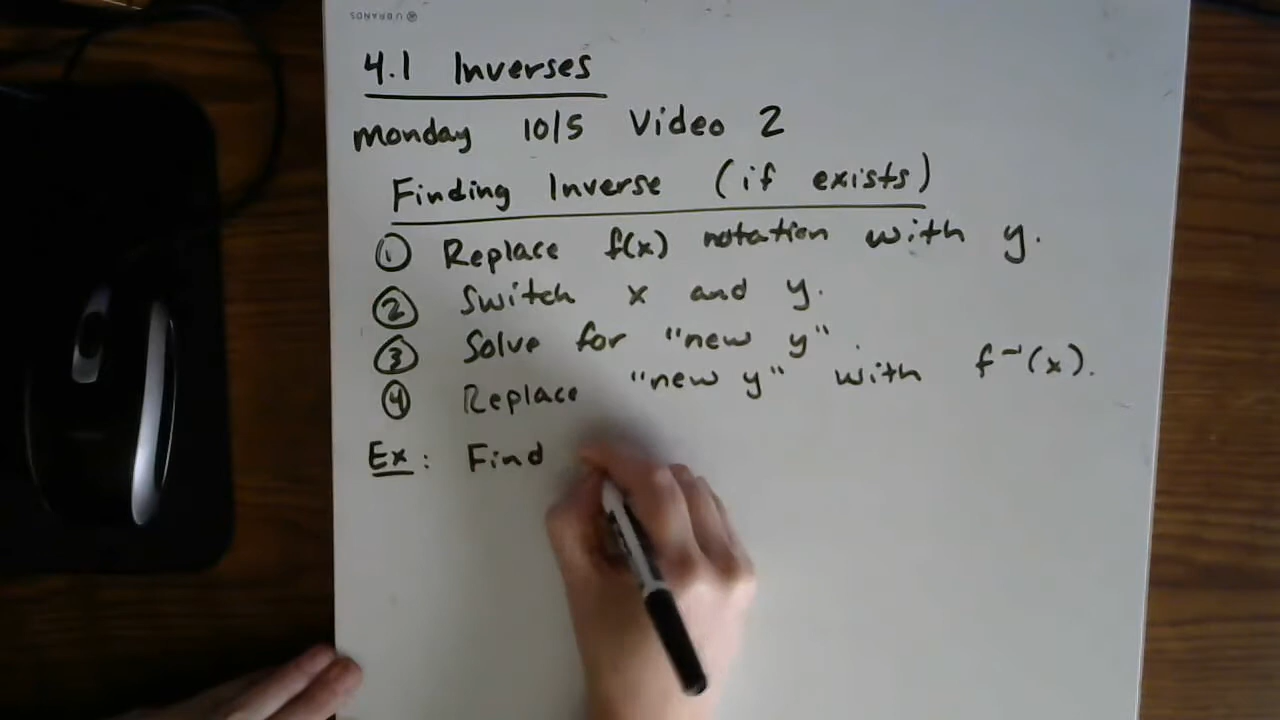 U BRANDS
4.1 Inverses
Monday 10/5 Video 2
Finding Inverse (if exists)
① Replace f(x) notation with y.
② Switch x and y.
③ Solve for "new y".
④ Replace "new y" with f⁻¹(x).
Ex: Find